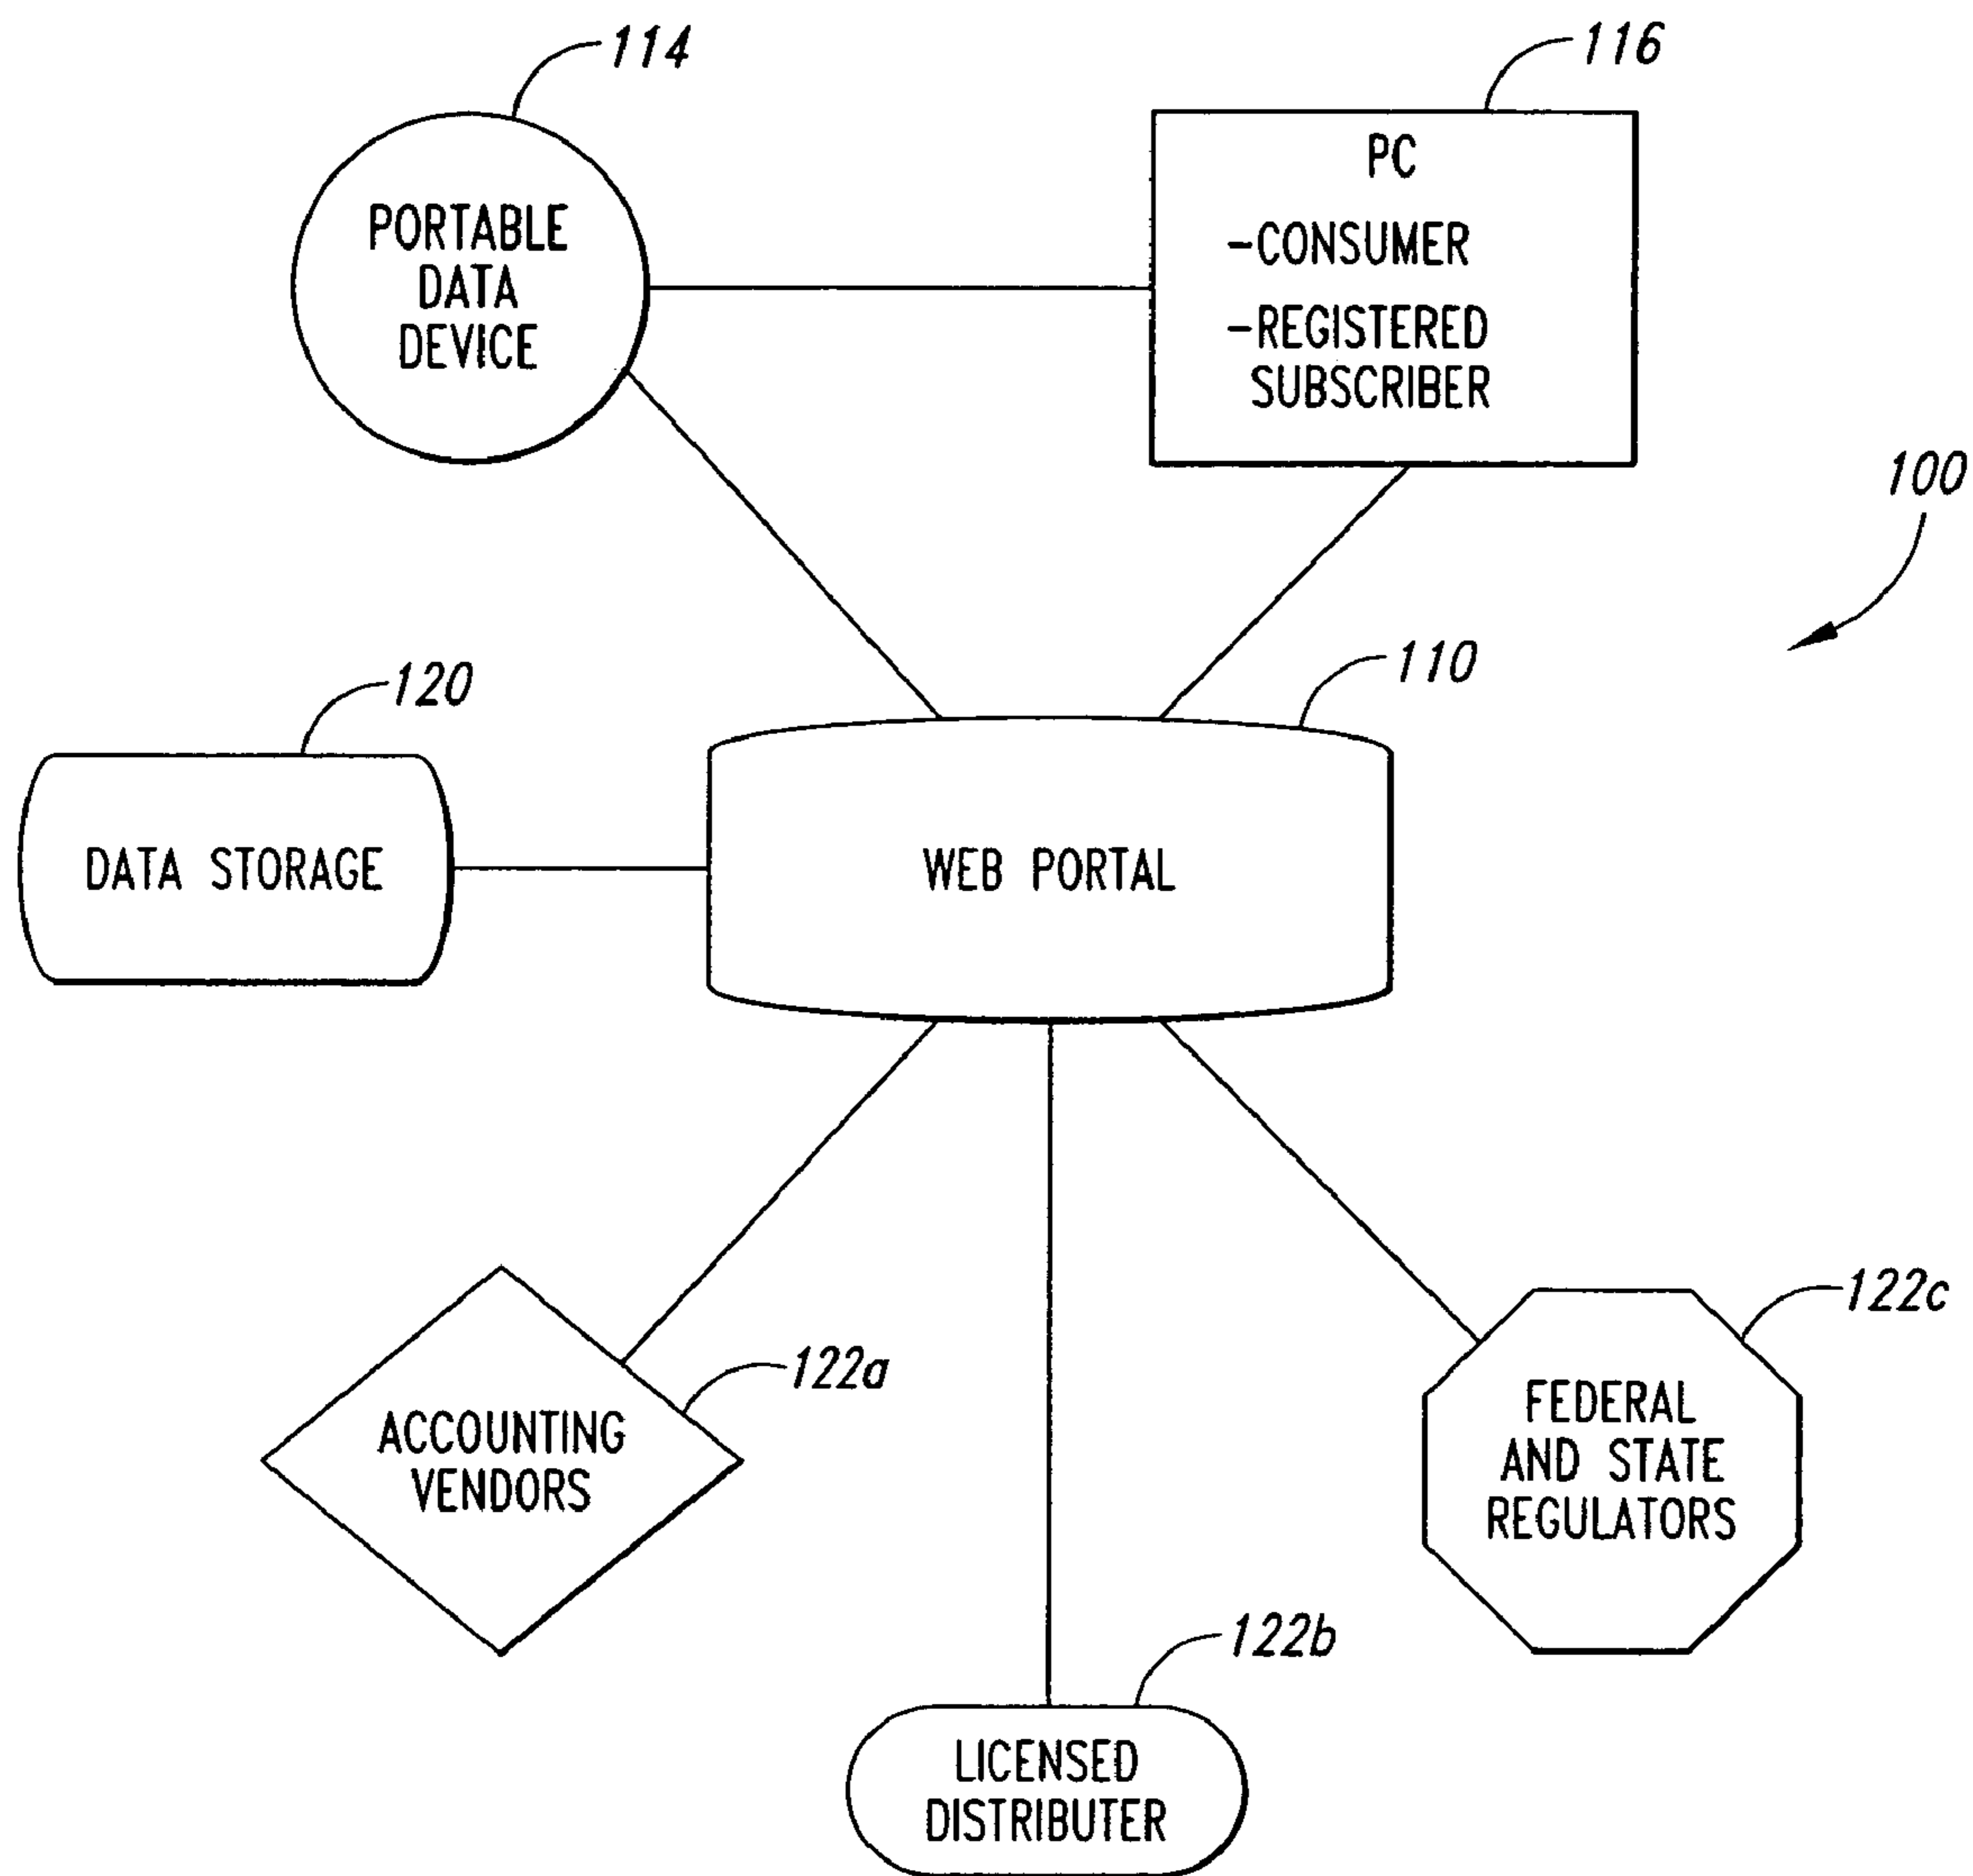 114
116
PORTABLE
DATA
DEVICE
PC
-CONSUMER
-REGISTERED
SUBSCRIBER
100
110
120
DATA STORAGE
WEB PORTAL
122a
ACCOUNTING
VENDORS
122c
FEDERAL
AND STATE
REGULATORS
122b
LICENSED
DISTRIBUTER